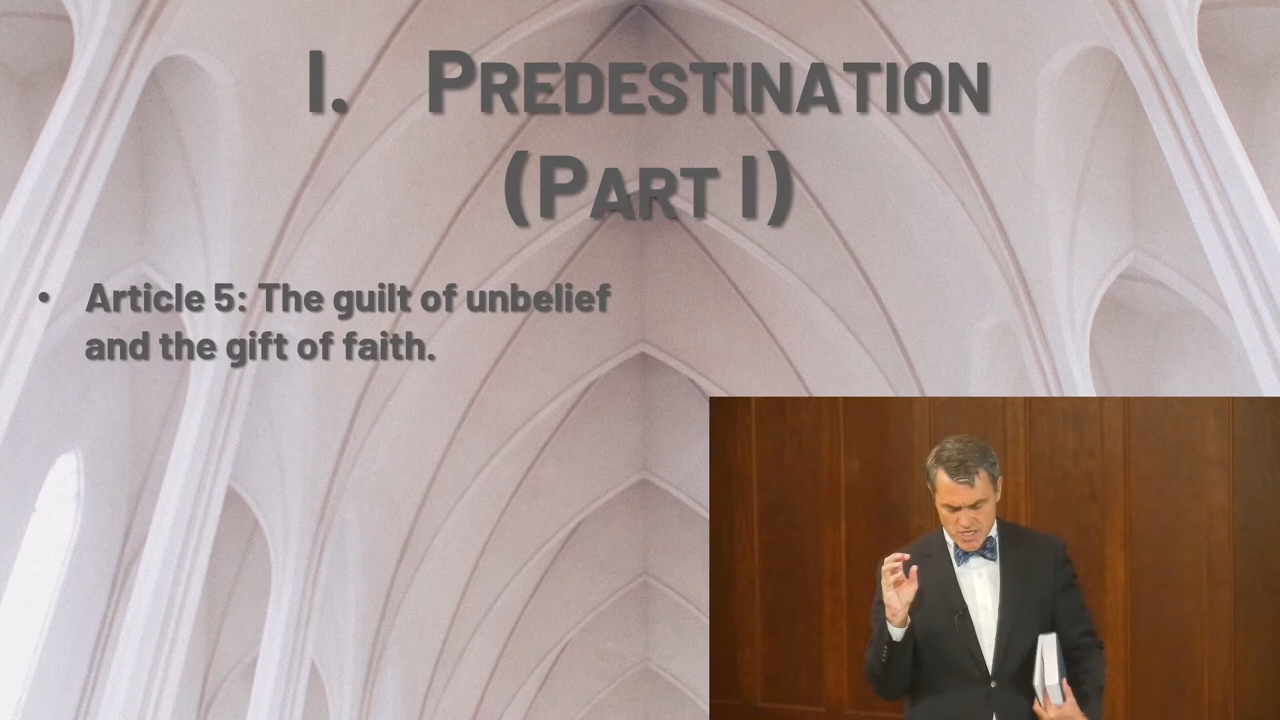 I. Predestination
(Part I)
• Article 5: The guilt of unbelief
and the gift of faith.